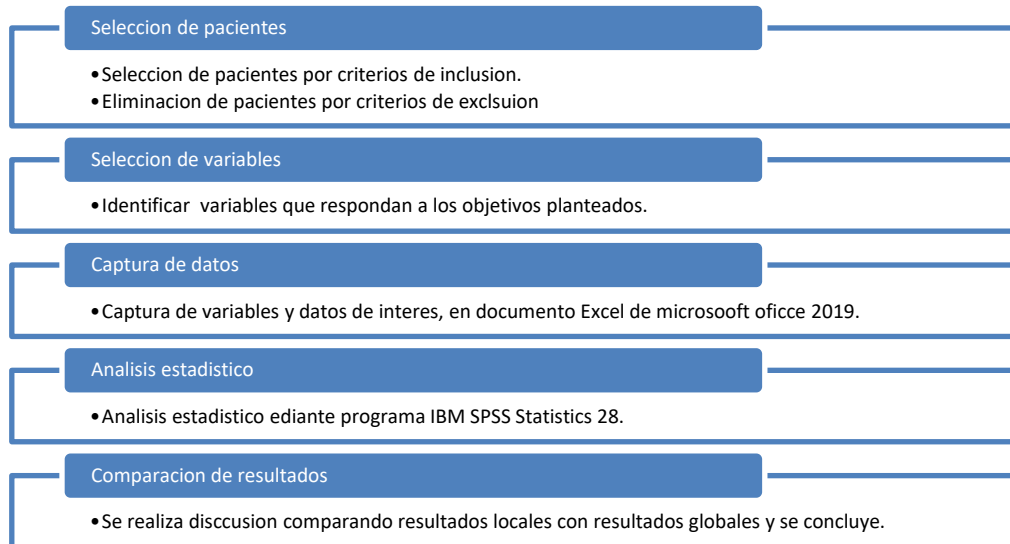 Seleccion de pacientes
•Seleccion de pacientes por criterios de inclusion.
•Eliminacion de pacientes por criterios de exclsuion
Seleccion de variables
•Identificar variables que respondan a los objetivos planteados.
Captura de datos
•Captura de variables y datos de interes, en documento Excel de microsooft oficce 2019.
Analisis estadistico
•Analisis estadistico ediante programa IBM SPSS Statistics 28.
Comparacion de resultados
•Se realiza disccusion comparando resultados locales con resultados globales y se concluye.